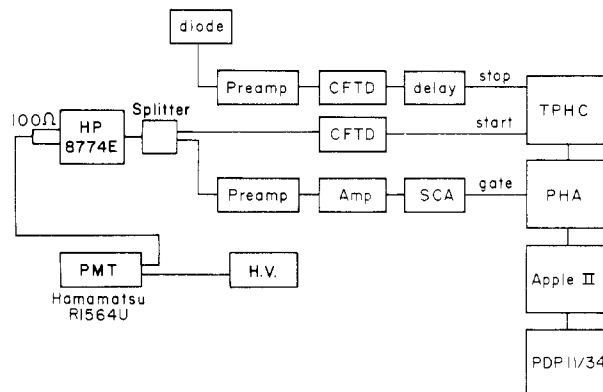 diode
Preamp
CFTD
delay
stop
TPHC
100Ω
HP
8774E
Splitter
CFTD
start
Preamp
Amp
SCA
gate
PHA
PMT
H.V.
Hamamatsu
R1564U
Apple II
PDP11/34